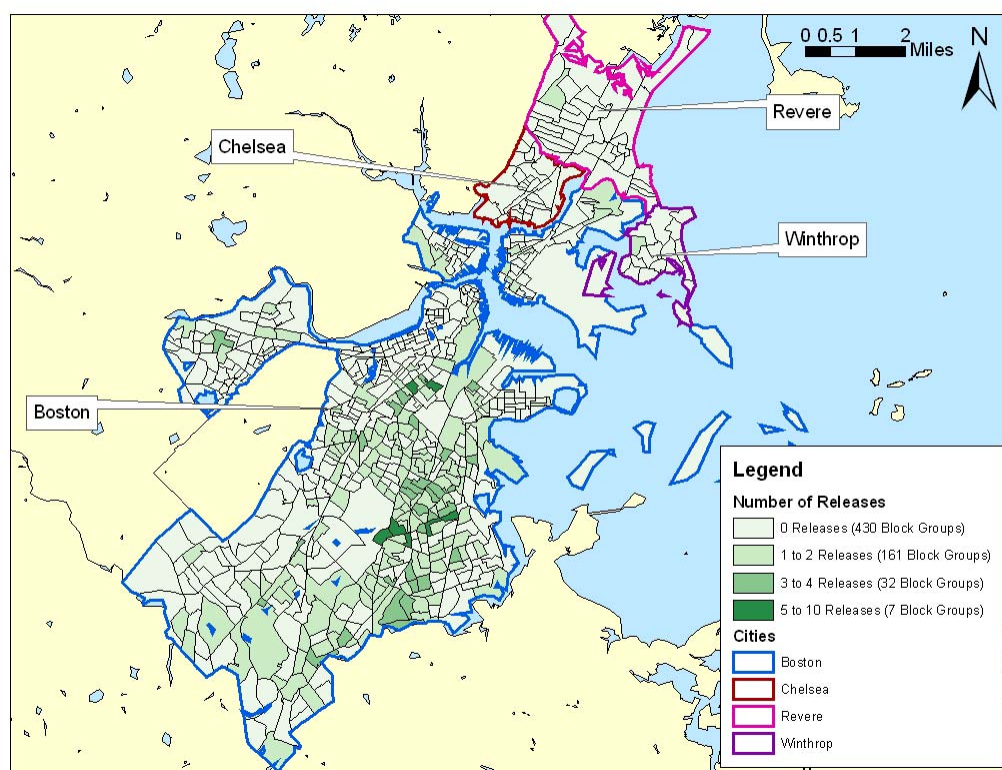 0 0.5 1 2
Miles
N
Revere
Chelsea
Winthrop
Boston
Legend
Number of Releases
0 Releases (430 Block Groups)
1 to 2 Releases (161 Block Groups)
3 to 4 Releases (32 Block Groups)
5 to 10 Releases (7 Block Groups)
Cities
Boston
Chelsea
Revere
Winthrop